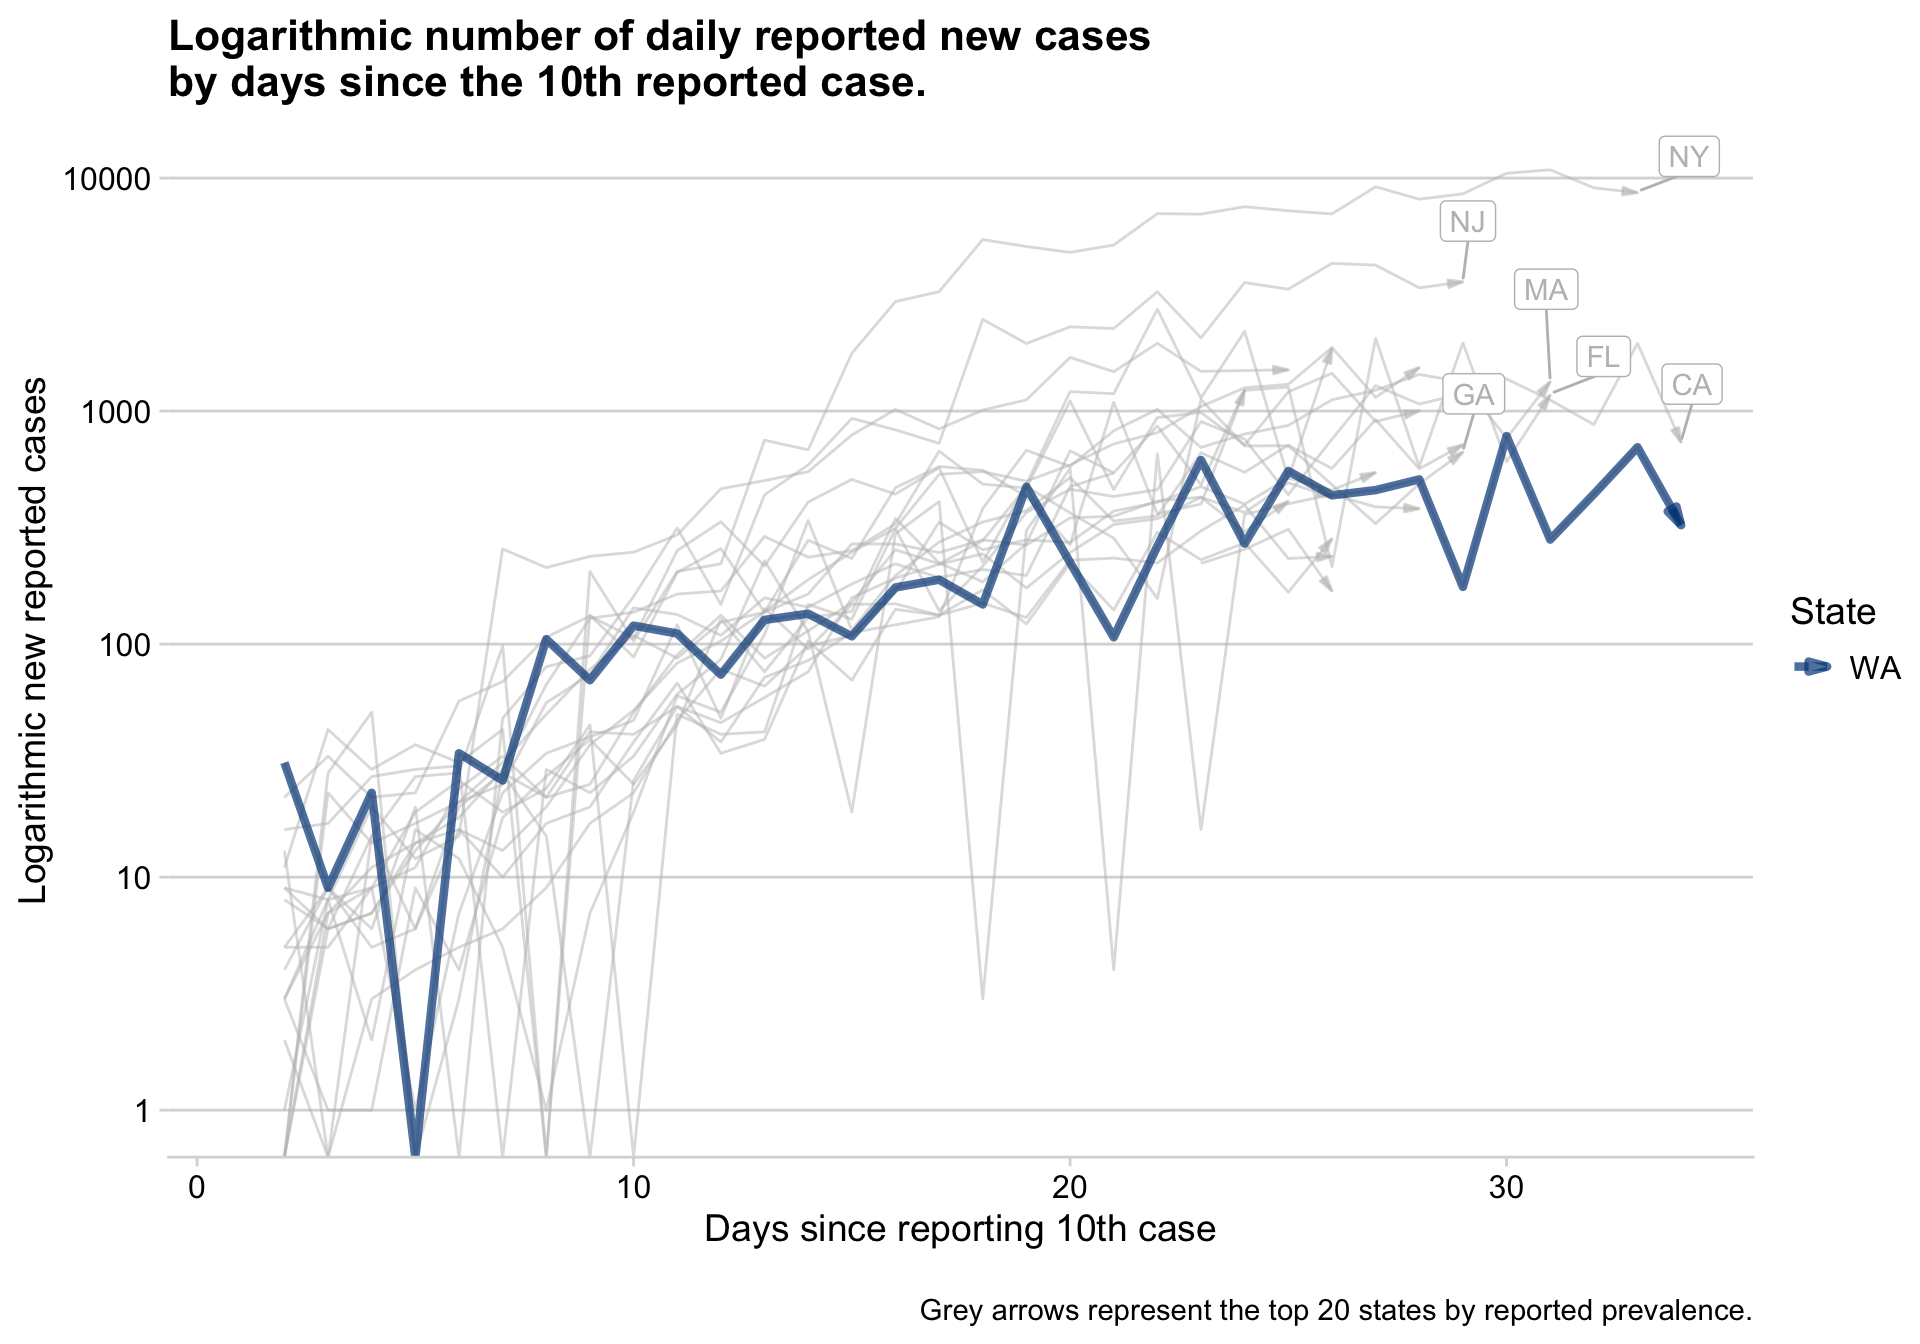 Logarithmic number of daily reported new cases
by days since the 10th reported case.
Logarithmic new reported cases
10000
1000
100
10
1
NY
NJ
MA
FL
CA
GA
State
WA
0
10
20
30
Days since reporting 10th case
Grey arrows represent the top 20 states by reported prevalence.